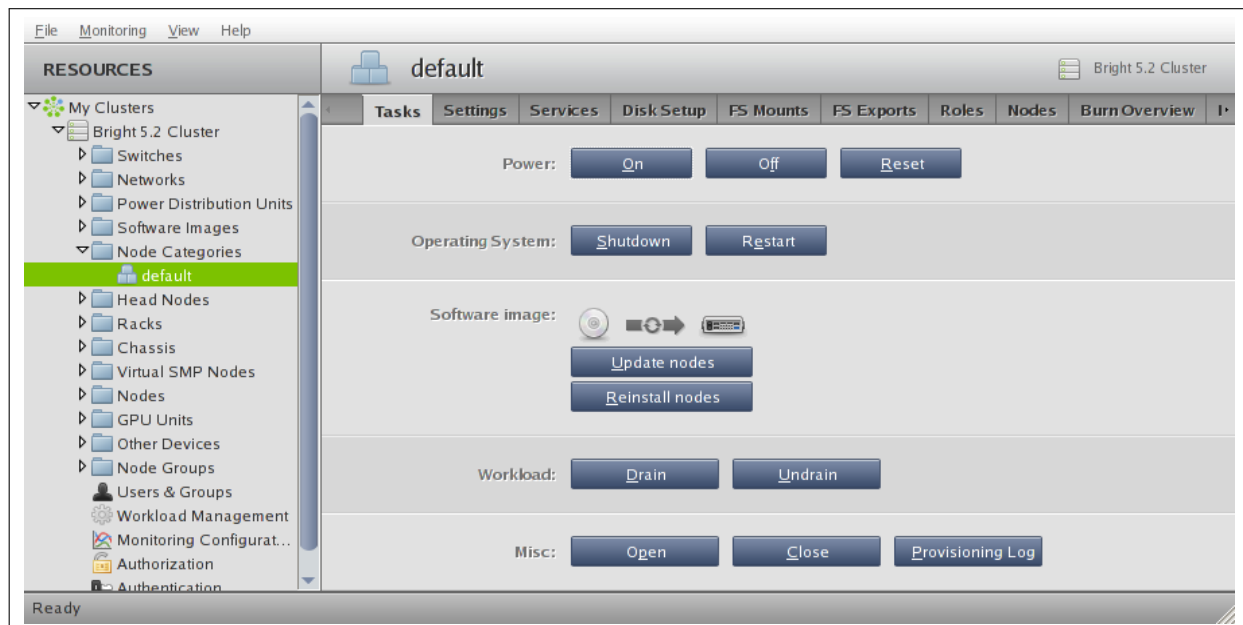 File Monitoring View Help
RESOURCES
default
Bright 5.2 Cluster
My Clusters
Bright 5.2 Cluster
Switches
Networks
Power Distribution Units
Software Images
Node Categories
default
Head Nodes
Racks
Chassis
Virtual SMP Nodes
Nodes
GPU Units
Other Devices
Node Groups
Users & Groups
Workload Management
Monitoring Configurat...
Authorization
Authentication
Tasks Settings Services Disk Setup FS Mounts FS Exports Roles Nodes Burn Overview
Power: On Off Reset
Operating System: Shutdown Restart
Software image:
Update nodes
Reinstall nodes
Workload: Drain Undrain
Misc: Open Close Provisioning Log
Ready